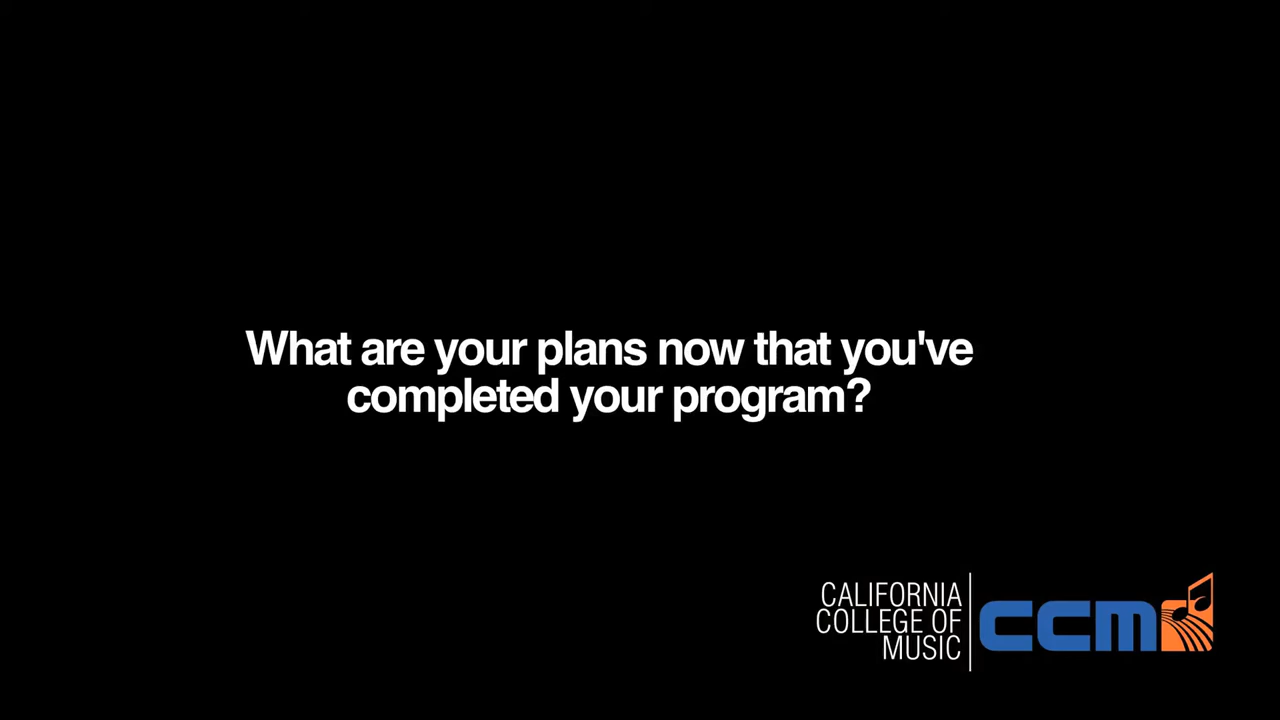 What are your plans now that you've
completed your program?
CALIFORNIA
COLLEGE OF
MUSIC
ccm